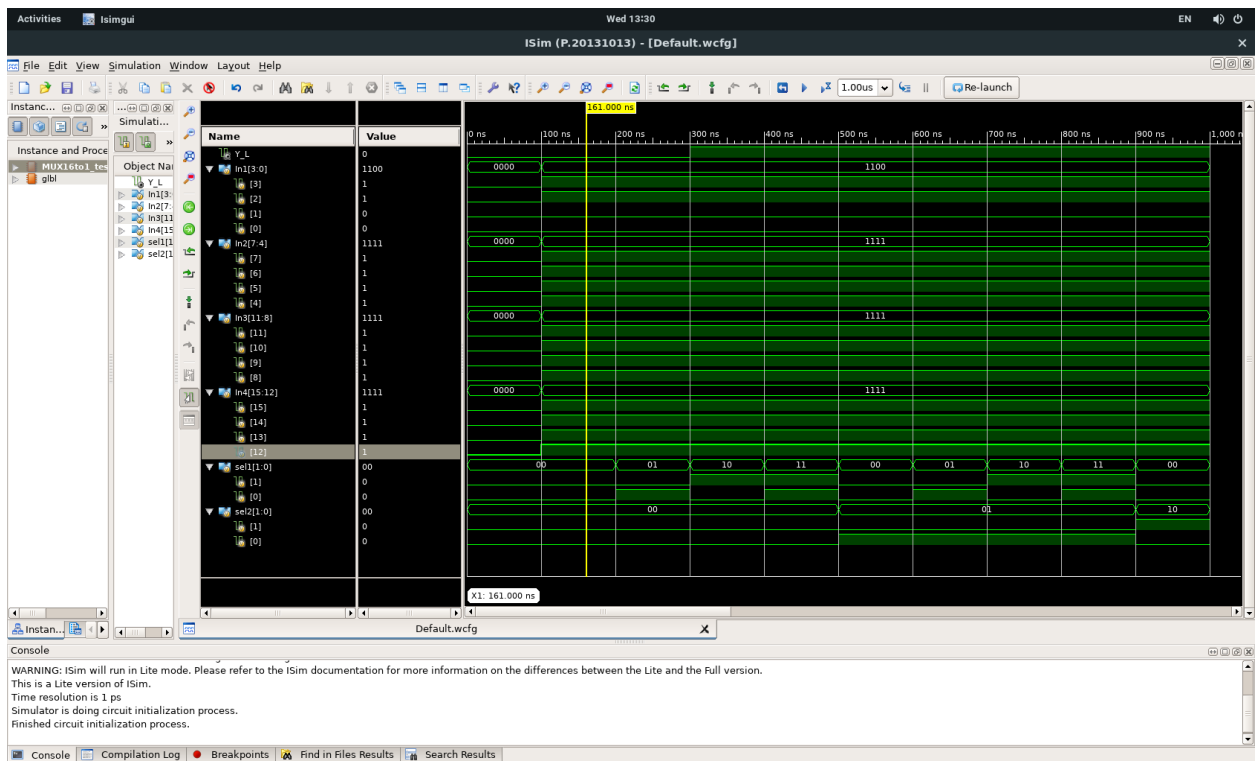 Activities Isimgui Wed 13:30 EN
ISim (P.20131013) - [Default.wcfg]
File Edit View Simulation Window Layout Help
1.00us Re-launch
Instanc...
Simulati...
Instance and Proce
MUX16to1_tes
glbl
Object Nai
Y_L
In1[3:
In2[7:
In3[11
In4[15
sel1[1
sel2[1
161.000 ns
Name Value
0 ns 100 ns 200 ns 300 ns 400 ns 500 ns 600 ns 700 ns 800 ns 900 ns 1,000 n
Y_L 0
In1[3:0] 1100 0000 1100
[3] 1
[2] 1
[1] 0
[0] 0
In2[7:4] 1111 0000 1111
[7] 1
[6] 1
[5] 1
[4] 1
In3[11:8] 1111 0000 1111
[11] 1
[10] 1
[9] 1
[8] 1
In4[15:12] 1111 0000 1111
[15] 1
[14] 1
[13] 1
[12] 1
sel1[1:0] 00 00 01 10 11 00 01 10 11 00
[1] 0
[0] 0
sel2[1:0] 00 00 01 10
[1] 0
[0] 0
X1: 161.000 ns
Instan...
Default.wcfg
Console
WARNING: ISim will run in Lite mode. Please refer to the ISim documentation for more information on the differences between the Lite and the Full version.
This is a Lite version of ISim.
Time resolution is 1 ps
Simulator is doing circuit initialization process.
Finished circuit initialization process.
Console Compilation Log Breakpoints Find in Files Results Search Results